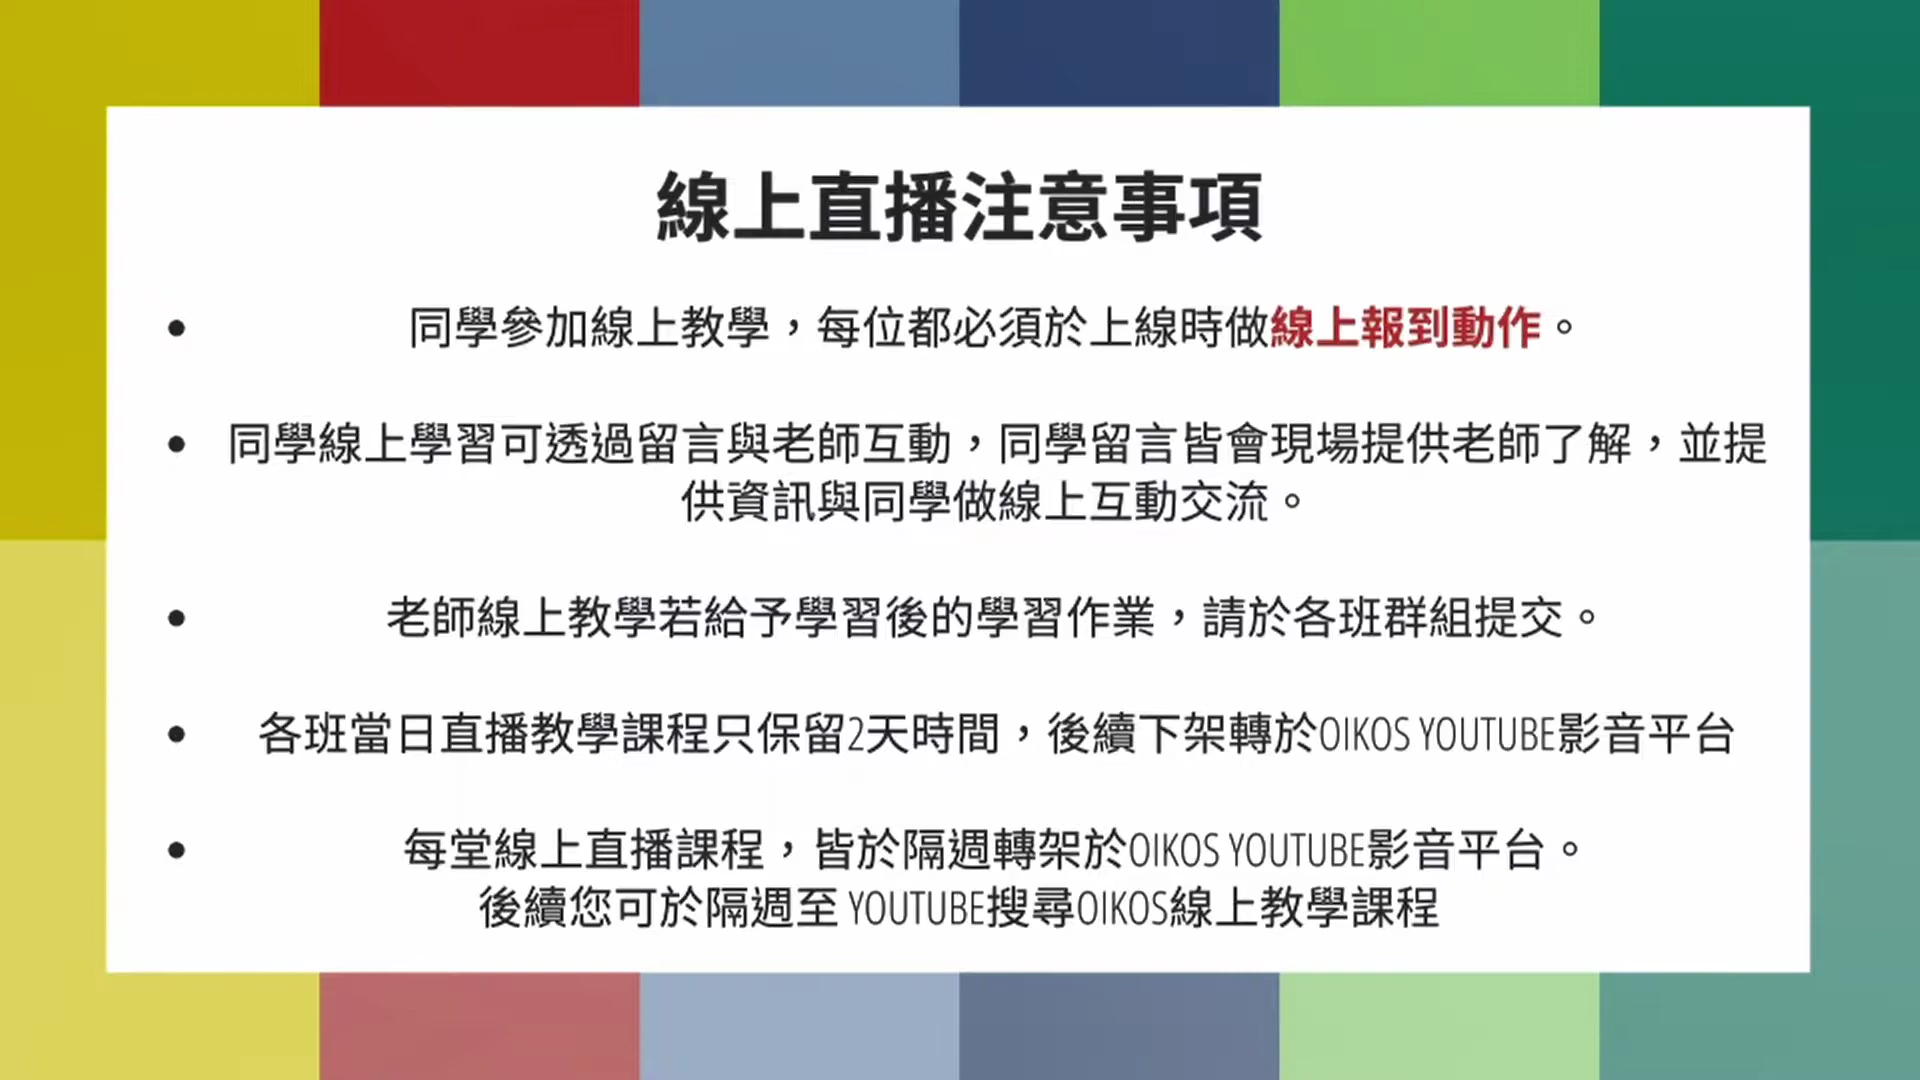 線上直播注意事項
• 同學參加線上教學，每位都必須於上線時做線上報到動作。
• 同學線上學習可透過留言與老師互動，同學留言皆會現場提供老師了解，並提
供資訊與同學做線上互動交流。
• 老師線上教學若給予學習後的學習作業，請於各班群組提交。
• 各班當日直播教學課程只保留2天時間，後續下架轉於OIKOS YOUTUBE影音平台
• 每堂線上直播課程，皆於隔週轉架於OIKOS YOUTUBE影音平台。
後續您可於隔週至 YOUTUBE搜尋OIKOS線上教學課程